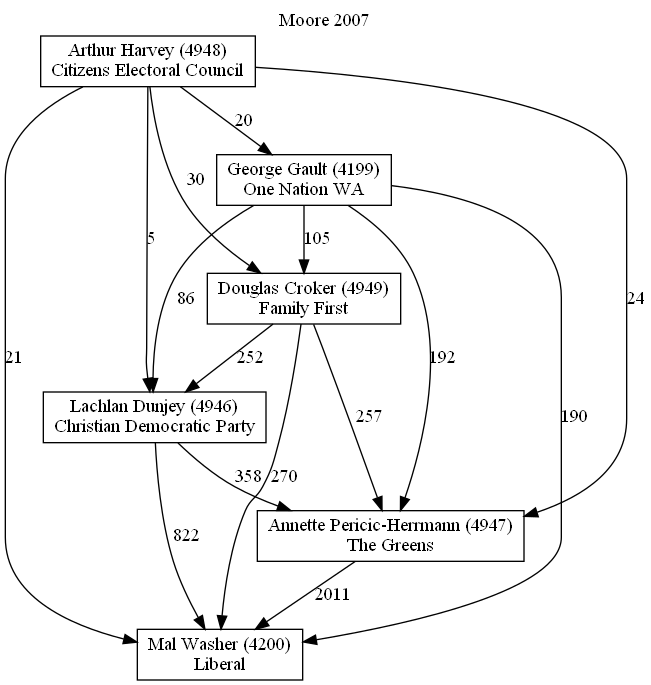 Moore 2007
Arthur Harvey (4948)
Citizens Electoral Council
20
George Gault (4199)
One Nation WA
30
5
105
86
Douglas Croker (4949)
Family First
24
21
252
192
Lachlan Dunjey (4946)
Christian Democratic Party
257
190
358
270
Annette Pericic-Herrmann (4947)
The Greens
822
2011
Mal Washer (4200)
Liberal